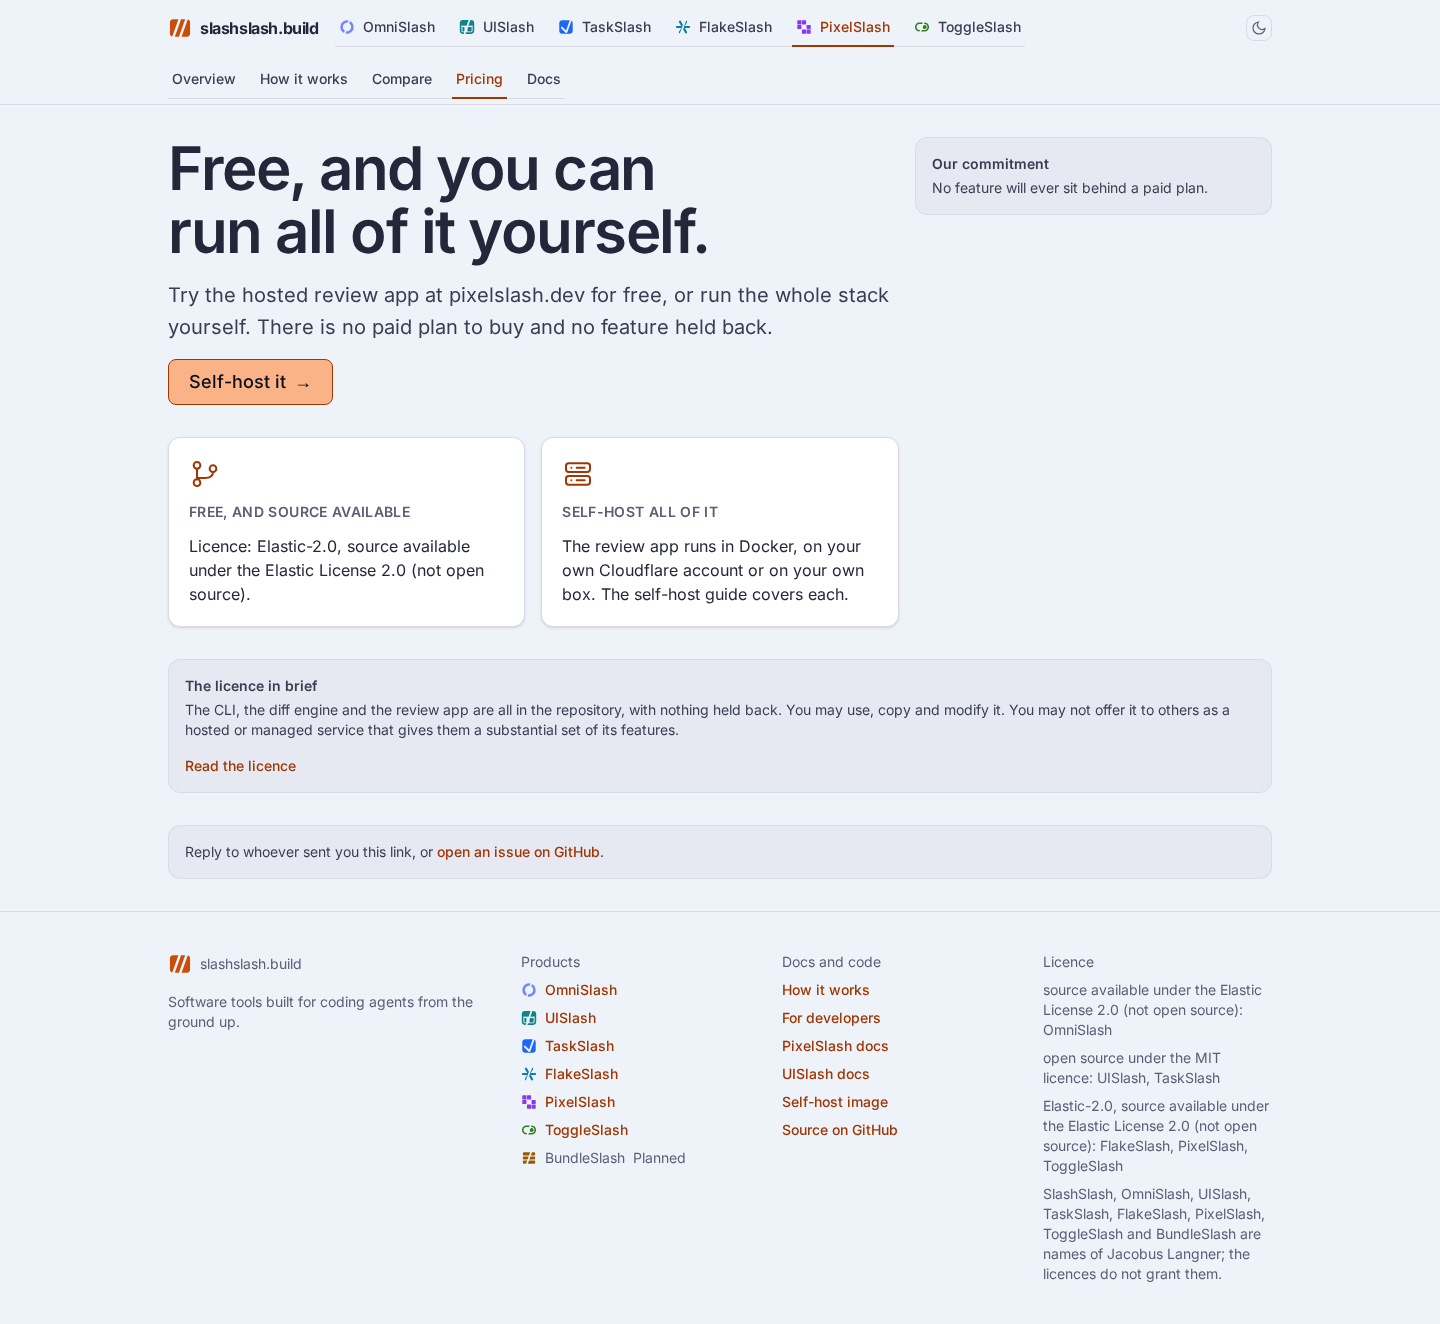 slashslash.build OmniSlash UISlash TaskSlash FlakeSlash PixelSlash ToggleSlash
Overview How it works Compare Pricing Docs
Free, and you can
run all of it yourself.
Try the hosted review app at pixelslash.dev for free, or run the whole stack
yourself. There is no paid plan to buy and no feature held back.
Self-host it →
Our commitment
No feature will ever sit behind a paid plan.
FREE, AND SOURCE AVAILABLE
Licence: Elastic-2.0, source available
under the Elastic License 2.0 (not open
source).
SELF-HOST ALL OF IT
The review app runs in Docker, on your
own Cloudflare account or on your own
box. The self-host guide covers each.
The licence in brief
The CLI, the diff engine and the review app are all in the repository, with nothing held back. You may use, copy and modify it. You may not offer it to others as a
hosted or managed service that gives them a substantial set of its features.
Read the licence
Reply to whoever sent you this link, or open an issue on GitHub.
slashslash.build
Software tools built for coding agents from the
ground up.
Products
OmniSlash
UISlash
TaskSlash
FlakeSlash
PixelSlash
ToggleSlash
BundleSlash Planned
Docs and code
How it works
For developers
PixelSlash docs
UISlash docs
Self-host image
Source on GitHub
Licence
source available under the Elastic
License 2.0 (not open source):
OmniSlash
open source under the MIT
licence: UISlash, TaskSlash
Elastic-2.0, source available under
the Elastic License 2.0 (not open
source): FlakeSlash, PixelSlash,
ToggleSlash
SlashSlash, OmniSlash, UISlash,
TaskSlash, FlakeSlash, PixelSlash,
ToggleSlash and BundleSlash are
names of Jacobus Langner; the
licences do not grant them.